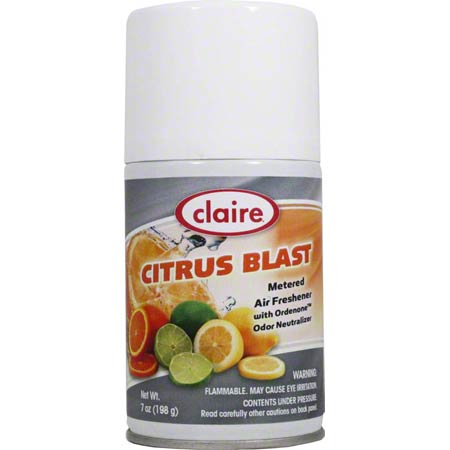 claire
CITRUS BLAST
Metered
Air Freshener
with Ordenone™
Odor Neutralizer
WARNING:
FLAMMABLE. MAY CAUSE EYE IRRITATION.
CONTENTS UNDER PRESSURE.
Read carefully other cautions on back panel.
Net Wt.
7 oz (198 g)